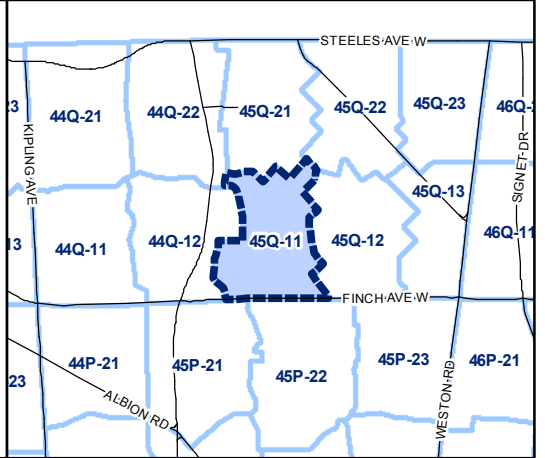 STEELES AVE W
23
44Q-21
44Q-22
45Q-21
45Q-22
45Q-23
46Q-2
KIPLING AVE
SIGNET DR
45Q-13
13
44Q-11
44Q-12
45Q-11
45Q-12
46Q-11
FINCH AVE W
23
44P-21
45P-21
45P-22
45P-23
46P-21
ALBION RD
WESTON RD